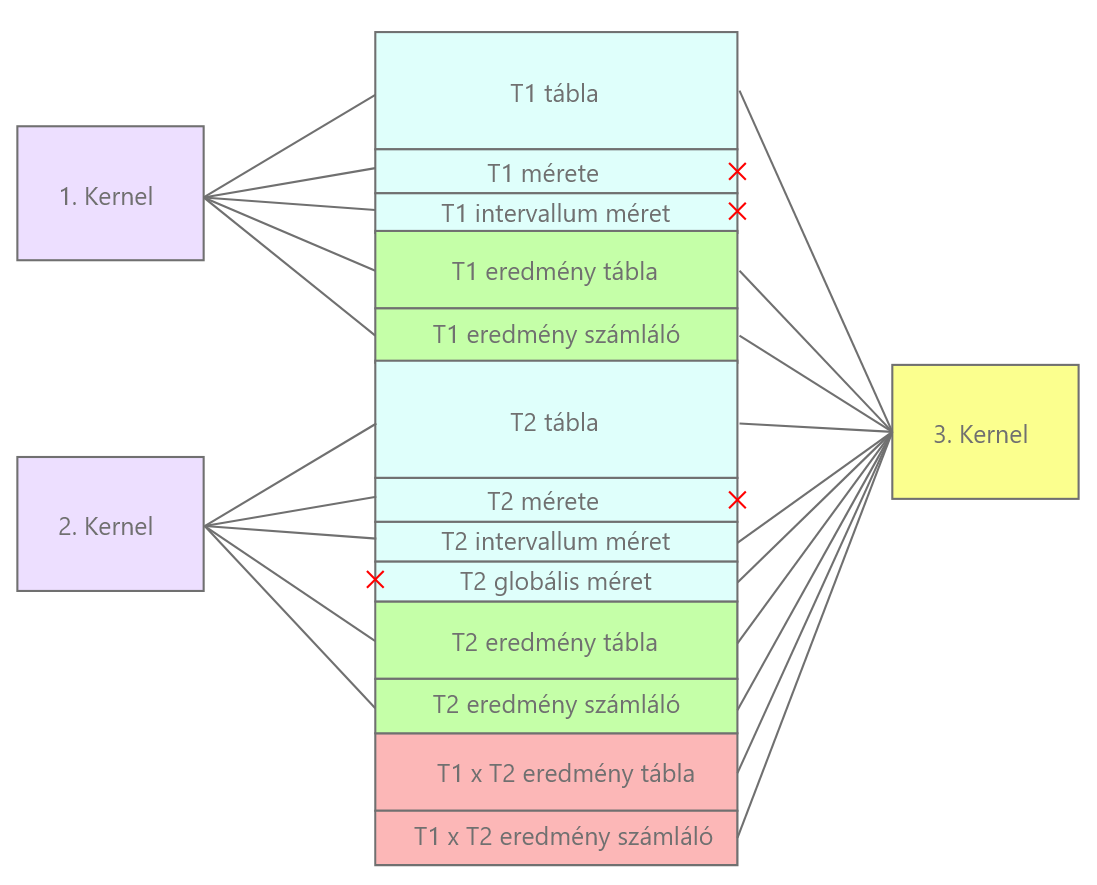 T1 tábla
1. Kernel
T1 mérete
T1 intervallum méret
T1 eredmény tábla
T1 eredmény számláló
T2 tábla
3. Kernel
2. Kernel
T2 mérete
T2 intervallum méret
T2 globális méret
T2 eredmény tábla
T2 eredmény számláló
T1 x T2 eredmény tábla
T1 x T2 eredmény számláló